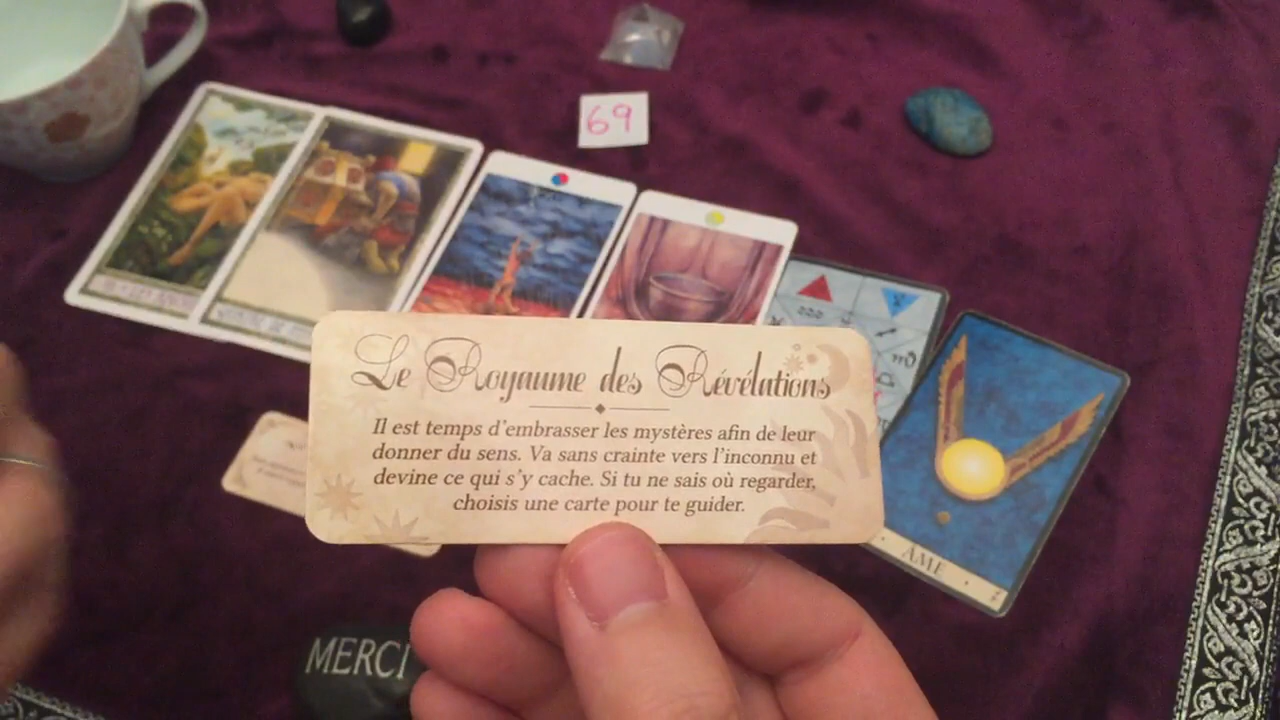 69
Le Royaume des Révélations
Il est temps d'embrasser les mystères afin de leur
donner du sens. Va sans crainte vers l'inconnu et
devine ce qui s'y cache. Si tu ne sais où regarder,
choisis une carte pour te guider.
ÂME
MERCI